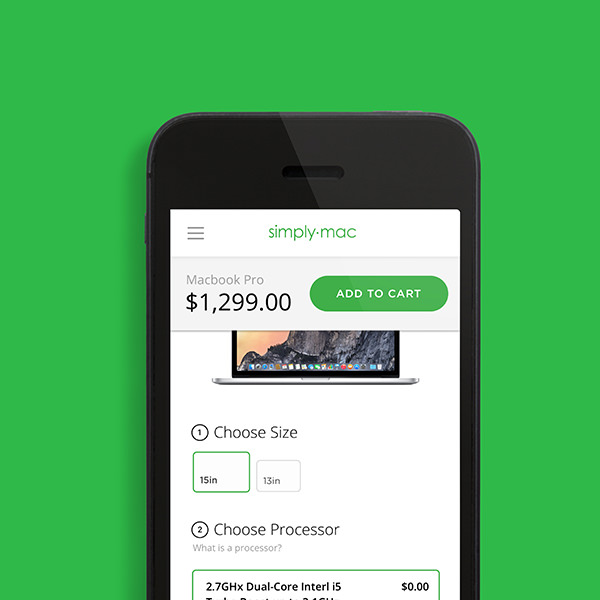 simply·mac
Macbook Pro
$1,299.00
ADD TO CART
1 Choose Size
15in
13in
2 Choose Processor
What is a processor?
2.7GHx Dual-Core Interl i5 $0.00